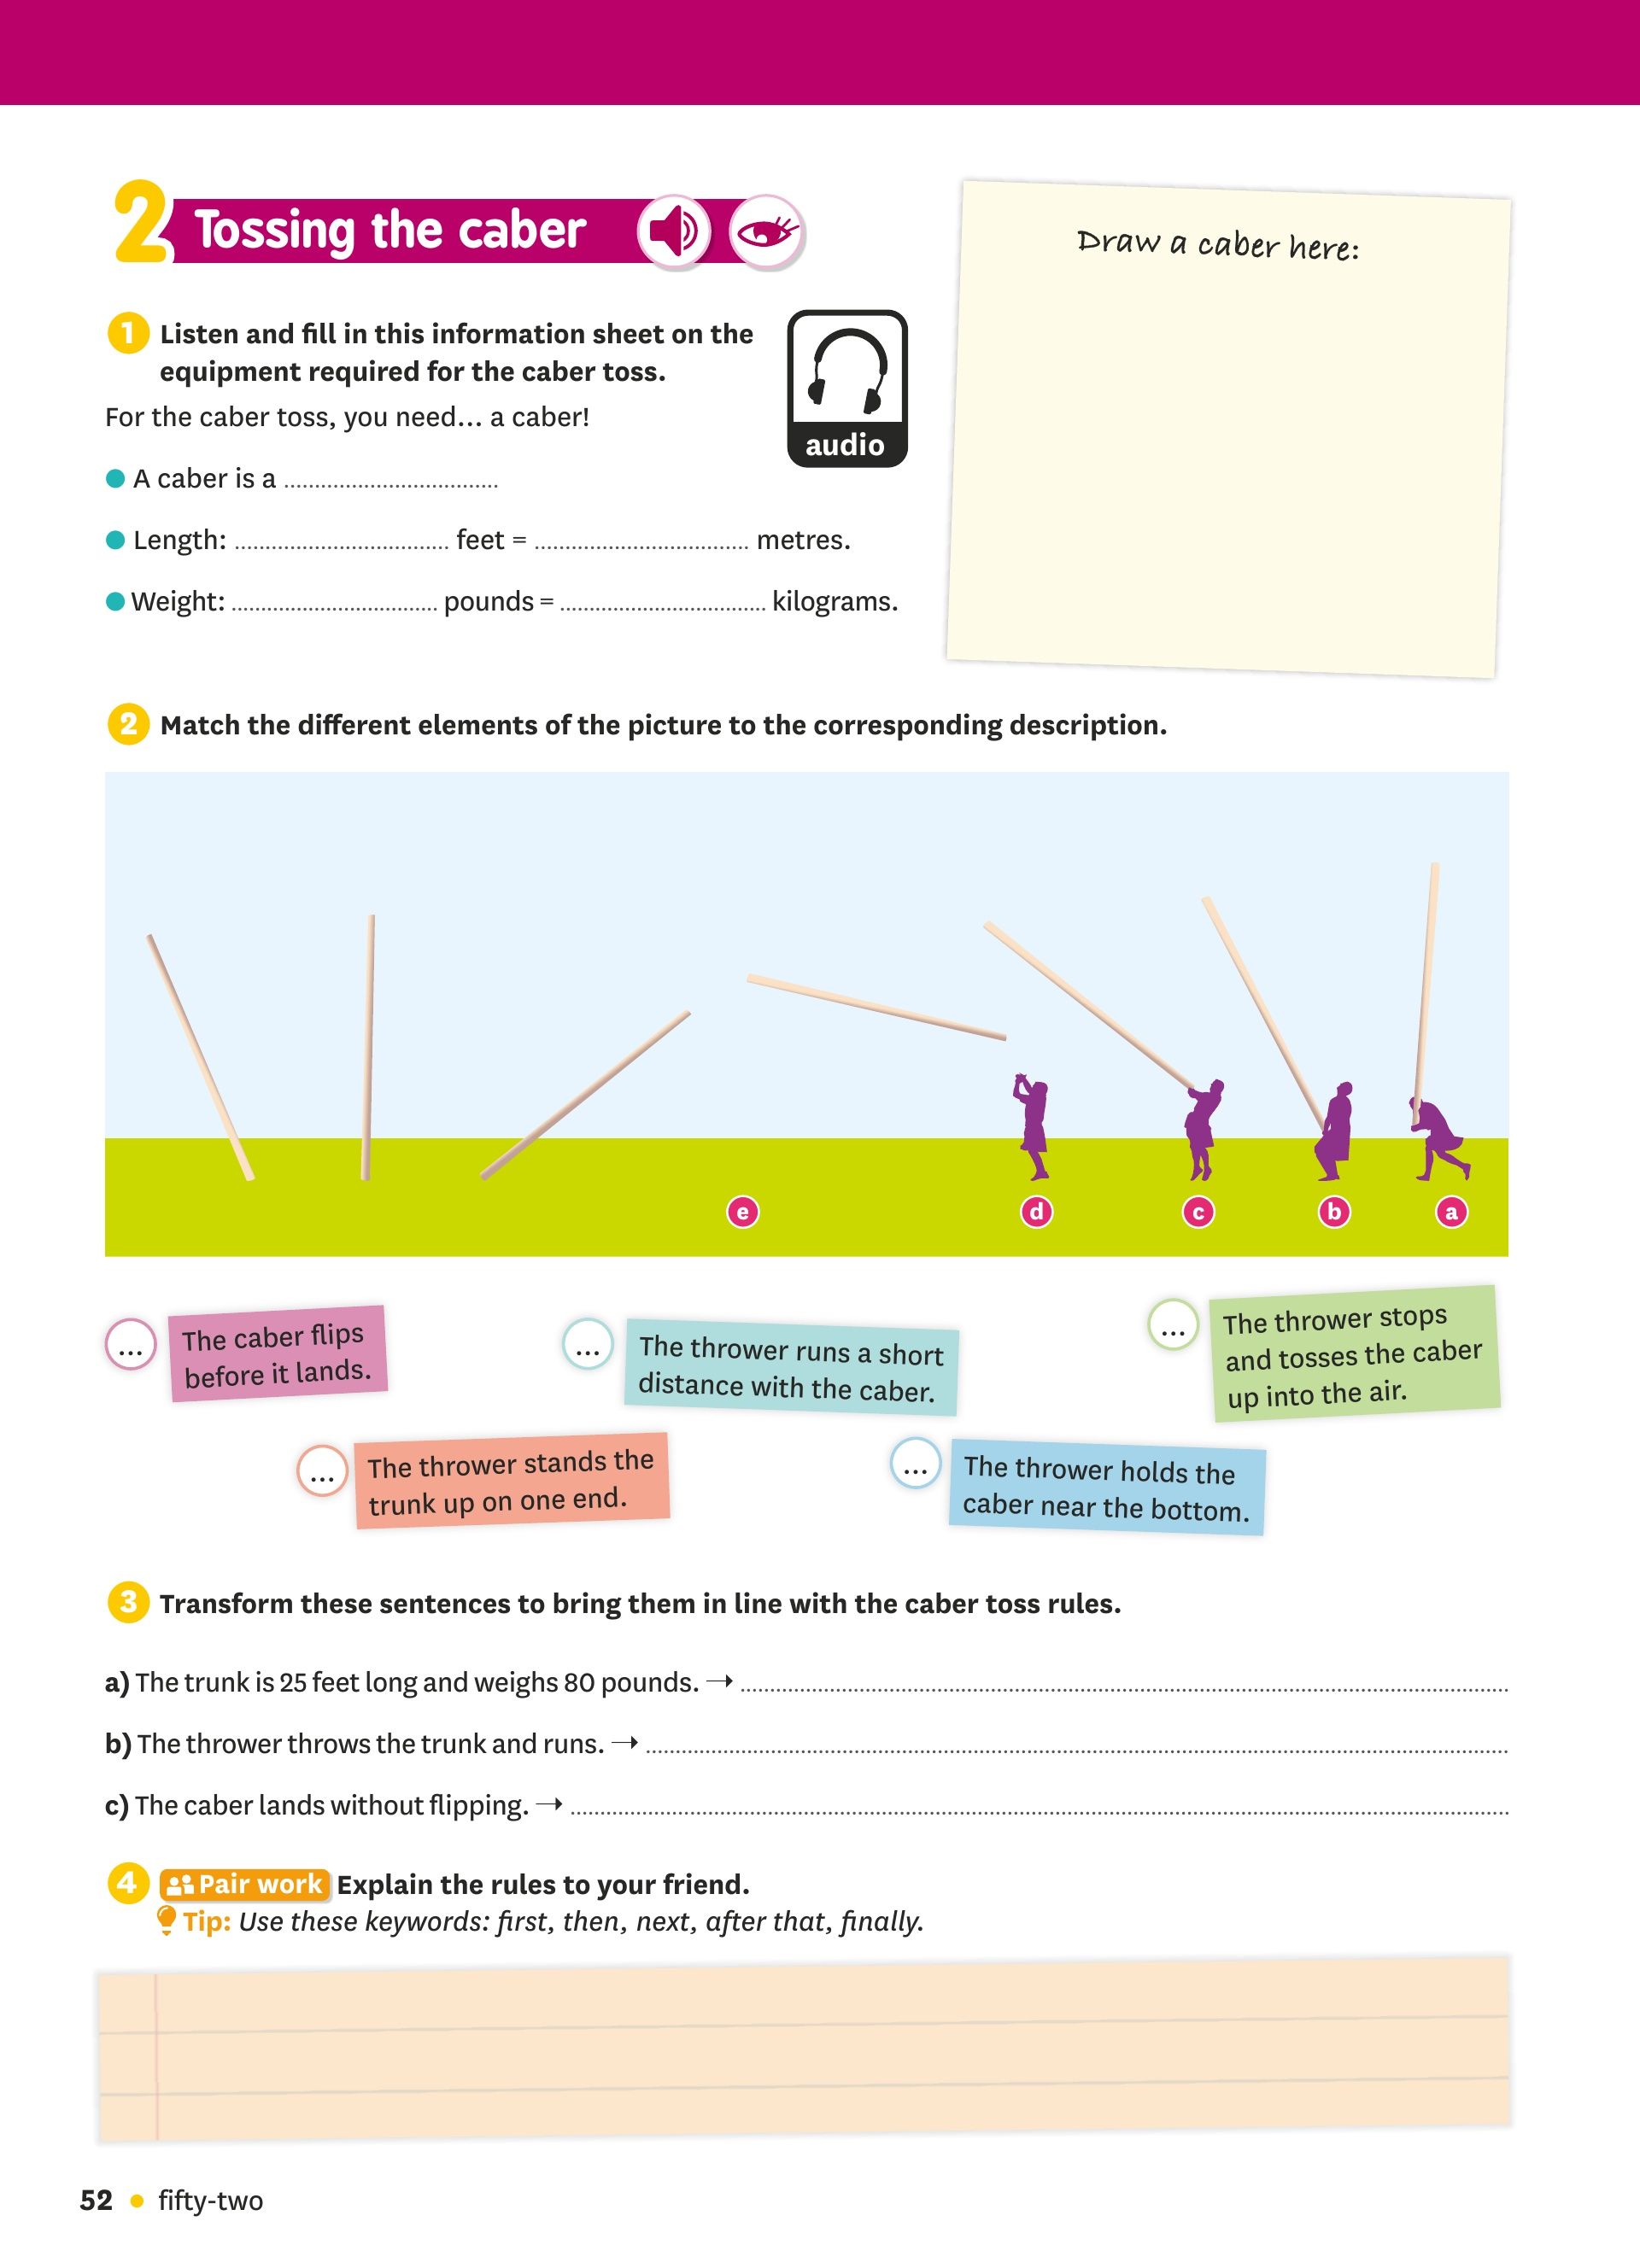 2 Tossing the caber
Draw a caber here:
1 Listen and fill in this information sheet on the
equipment required for the caber toss.
audio
For the caber toss, you need… a caber!
● A caber is a ...................................
● Length: ................................... feet = ................................... metres.
● Weight: .................................. pounds = .................................. kilograms.
2 Match the different elements of the picture to the corresponding description.
e d c b a
... The caber flips
before it lands.
... The thrower runs a short
distance with the caber.
... The thrower stops
and tosses the caber
up into the air.
... The thrower stands the
trunk up on one end.
... The thrower holds the
caber near the bottom.
3 Transform these sentences to bring them in line with the caber toss rules.
a) The trunk is 25 feet long and weighs 80 pounds. → ...................................
b) The thrower throws the trunk and runs. → ...................................
c) The caber lands without flipping. → ...................................
4 Pair work Explain the rules to your friend.
Tip: Use these keywords: first, then, next, after that, finally.
52 • fifty-two